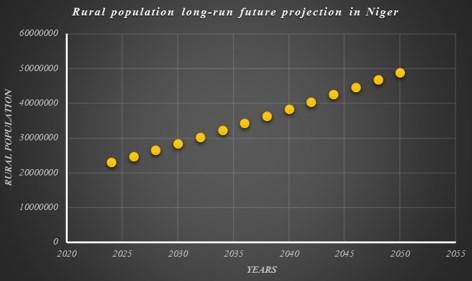 Rural population long-run future projection in Niger
60000000
50000000
40000000
30000000
20000000
10000000
0
RURAL POPULATION
2020 2025 2030 2035 2040 2045 2050 2055
YEARS